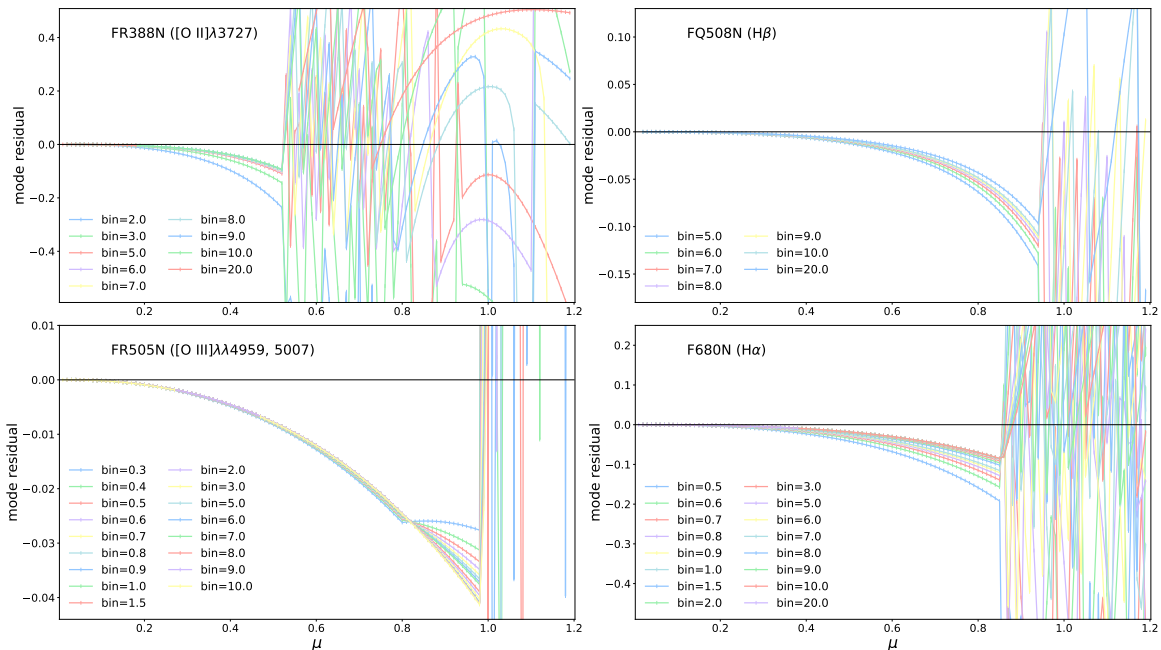 FR388N ([O II]λ3727)
mode residual
0.4
0.2
0.0
−0.2
−0.4
bin=2.0 bin=8.0
bin=3.0 bin=9.0
bin=5.0 bin=10.0
bin=6.0 bin=20.0
bin=7.0
0.2 0.4 0.6 0.8 1.0 1.2
FQ508N (Hβ)
mode residual
0.10
0.05
0.00
−0.05
−0.10
−0.15
bin=5.0 bin=9.0
bin=6.0 bin=10.0
bin=7.0 bin=20.0
bin=8.0
0.2 0.4 0.6 0.8 1.0 1.2
FR505N ([O III]λλ4959, 5007)
mode residual
0.01
0.00
−0.01
−0.02
−0.03
−0.04
bin=0.3 bin=2.0
bin=0.4 bin=3.0
bin=0.5 bin=5.0
bin=0.6 bin=6.0
bin=0.7 bin=7.0
bin=0.8 bin=8.0
bin=0.9 bin=9.0
bin=1.0 bin=10.0
bin=1.5
0.2 0.4 0.6 0.8 1.0 1.2
μ
F680N (Hα)
mode residual
0.2
0.1
0.0
−0.1
−0.2
−0.3
−0.4
bin=0.5 bin=3.0
bin=0.6 bin=5.0
bin=0.7 bin=6.0
bin=0.8 bin=7.0
bin=0.9 bin=8.0
bin=1.0 bin=9.0
bin=1.5 bin=10.0
bin=2.0 bin=20.0
0.2 0.4 0.6 0.8 1.0 1.2
μ